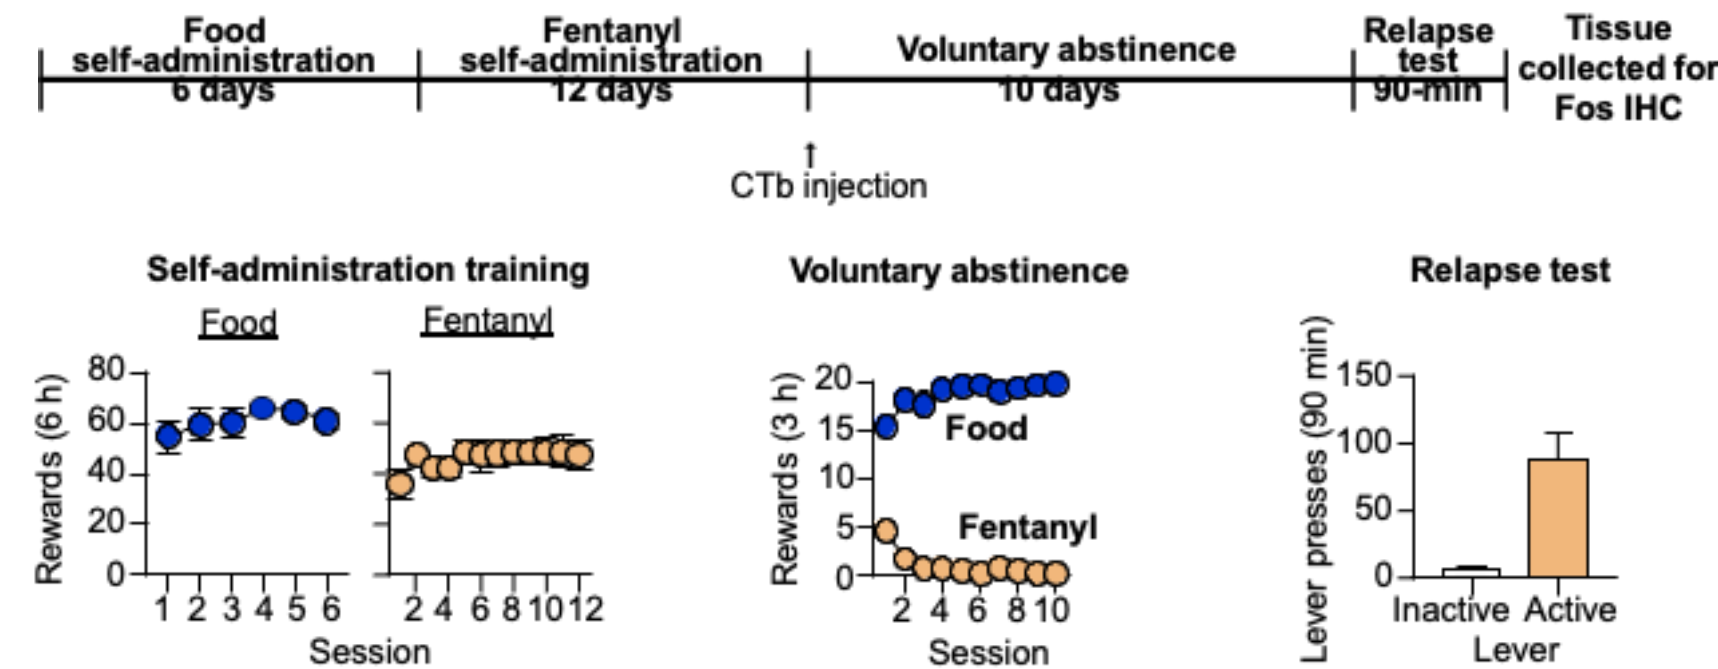 Food
self-administration
6 days
Fentanyl
self-administration
12 days
Voluntary abstinence
10 days
Relapse
test
90-min
Tissue
collected for
Fos IHC
↑
CTb injection
Self-administration training
Food
Fentanyl
Rewards (6 h)
80
60
40
20
0
1 2 3 4 5 6
2 4 6 8 10 12
Session
Voluntary abstinence
Rewards (3 h)
20
15
10
5
0
Food
Fentanyl
2 4 6 8 10
Session
Relapse test
Lever presses (90 min)
150
100
50
0
Inactive Active
Lever